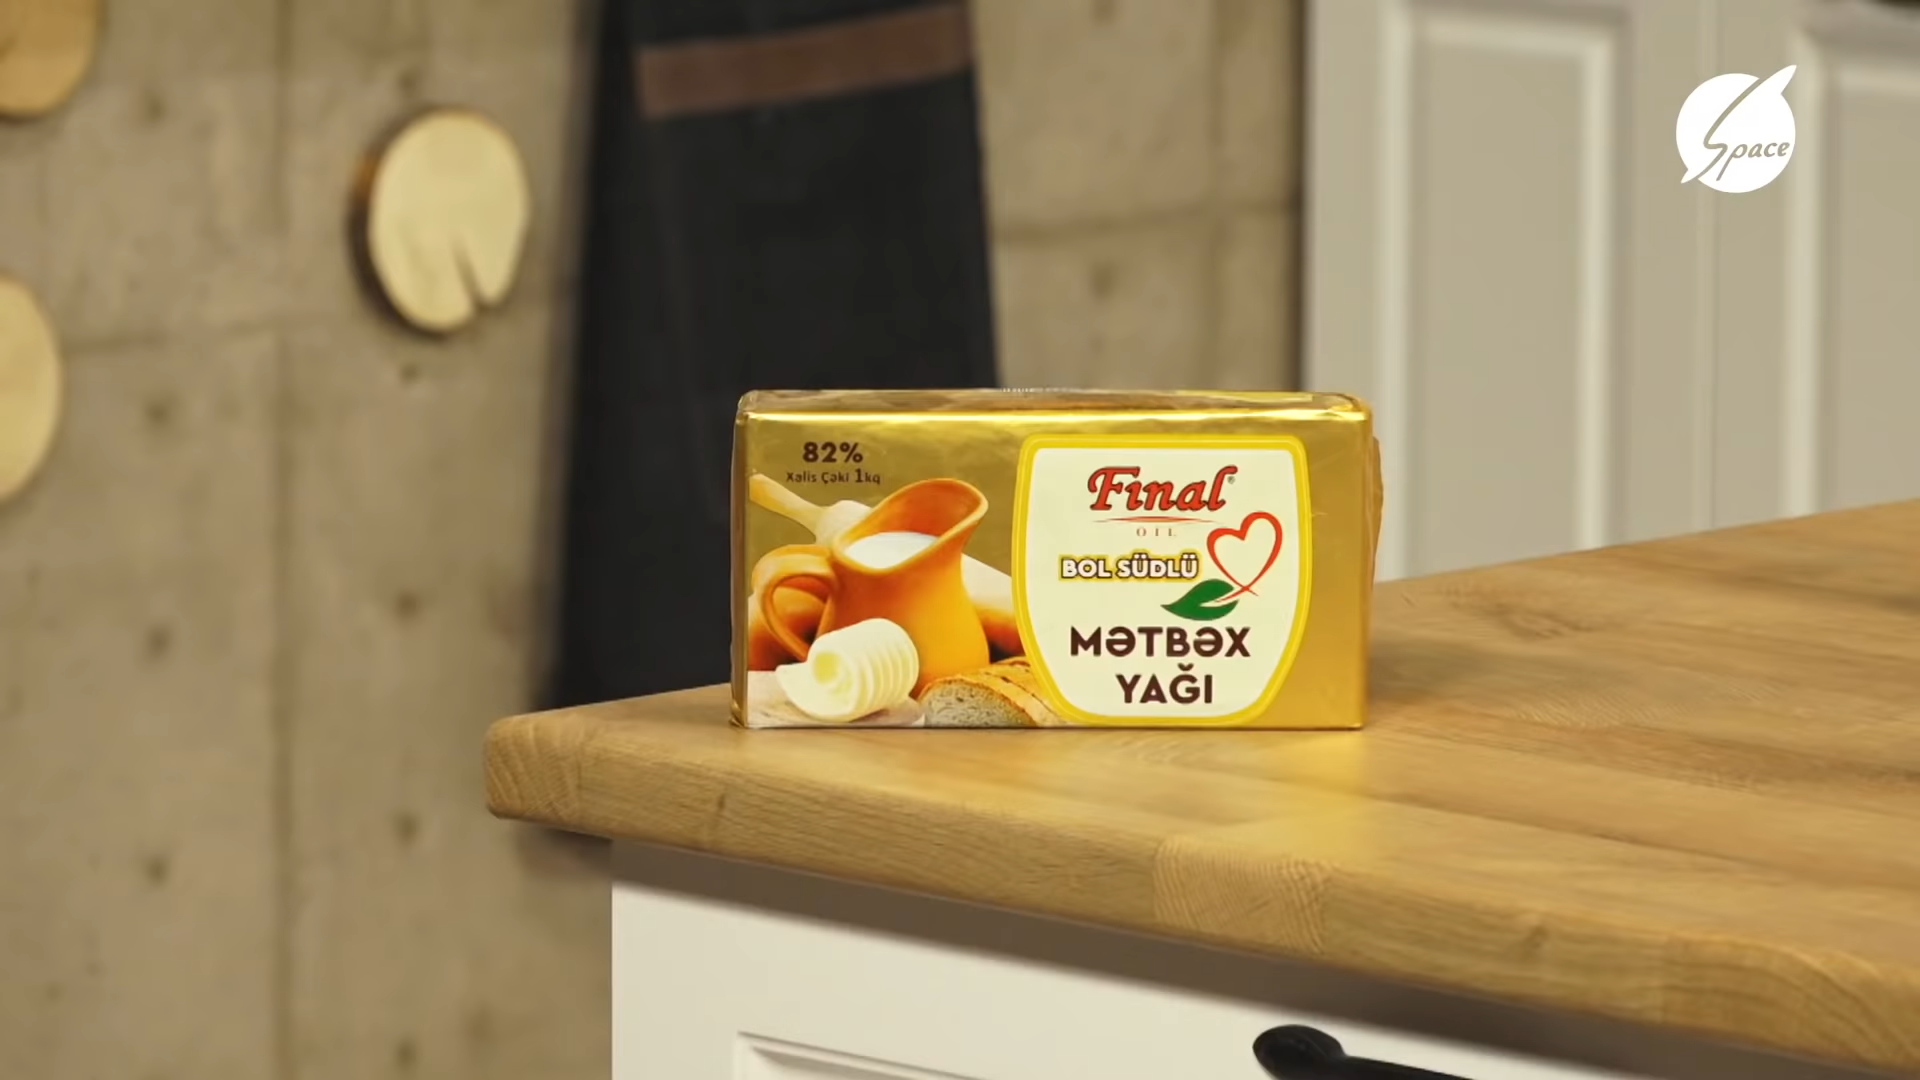 Space
82%
Xalis Çəki 1kq
Final®
OIL
BOL SÜDLÜ
MƏTBƏX
YAĞI